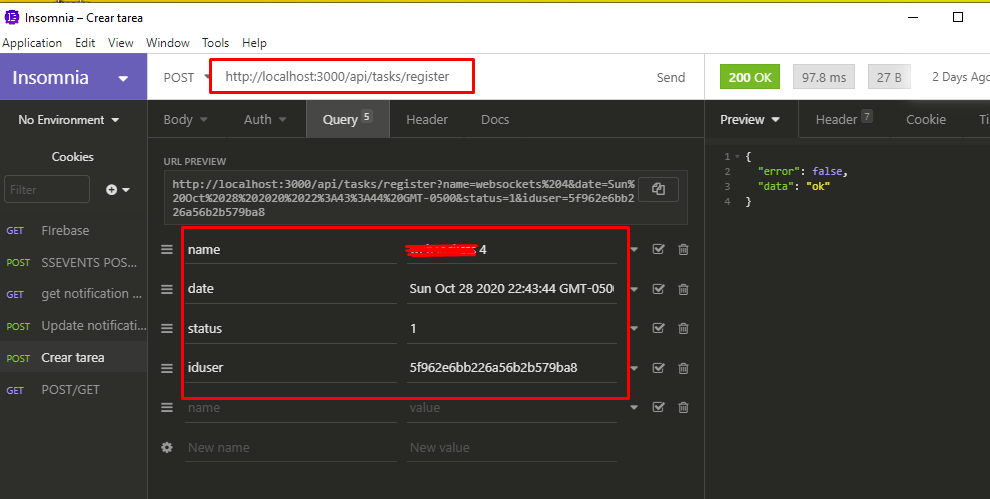 Insomnia – Crear tarea
Application Edit View Window Tools Help
Insomnia
POST http://localhost:3000/api/tasks/register Send
200 OK 97.8 ms 27 B 2 Days Ago
No Environment
Body Auth Query 5 Header Docs
Preview Header 7 Cookie Ti
Cookies
Filter
URL PREVIEW
http://localhost:3000/api/tasks/register?name=websockets%204&date=Sun%
20Oct%2028%202020%2022%3A43%3A44%20GMT-0500&status=1&iduser=5f962e6bb2
26a56b2b579ba8
1 {
2 "error": false,
3 "data": "ok"
4 }
GET FIrebase
POST SSEVENTS POS...
GET get notification ...
POST Update notificati...
POST Crear tarea
GET POST/GET
name 4
date Sun Oct 28 2020 22:43:44 GMT-050
status 1
iduser 5f962e6bb226a56b2b579ba8
name value
New name New value